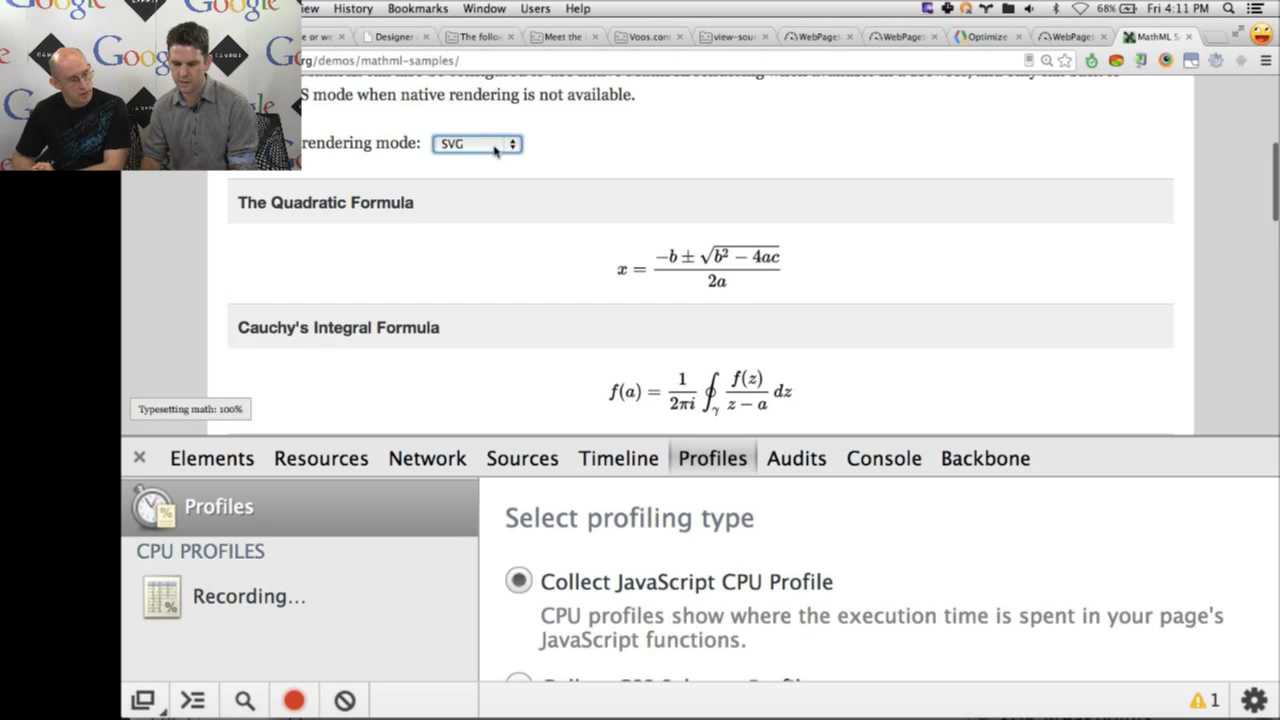 Google
Google
Google
Google
iew History Bookmarks Window Users Help
68% Fri 4:11 PM
e or w
Designer
The follo
Meet the
Voos.com
view-sou
WebPage
WebPage
Optimize
WebPage
MathML S
rg/demos/mathml-samples/
S mode when native rendering is not available.
rendering mode: SVG
The Quadratic Formula
x = −b ± √b² − 4ac / 2a
Cauchy's Integral Formula
f(a) = 1 / 2πi ∮γ f(z) / z − a dz
Typesetting math: 100%
× Elements Resources Network Sources Timeline Profiles Audits Console Backbone
Profiles
Select profiling type
CPU PROFILES
Recording...
Collect JavaScript CPU Profile
CPU profiles show where the execution time is spent in your page's
JavaScript functions.
1